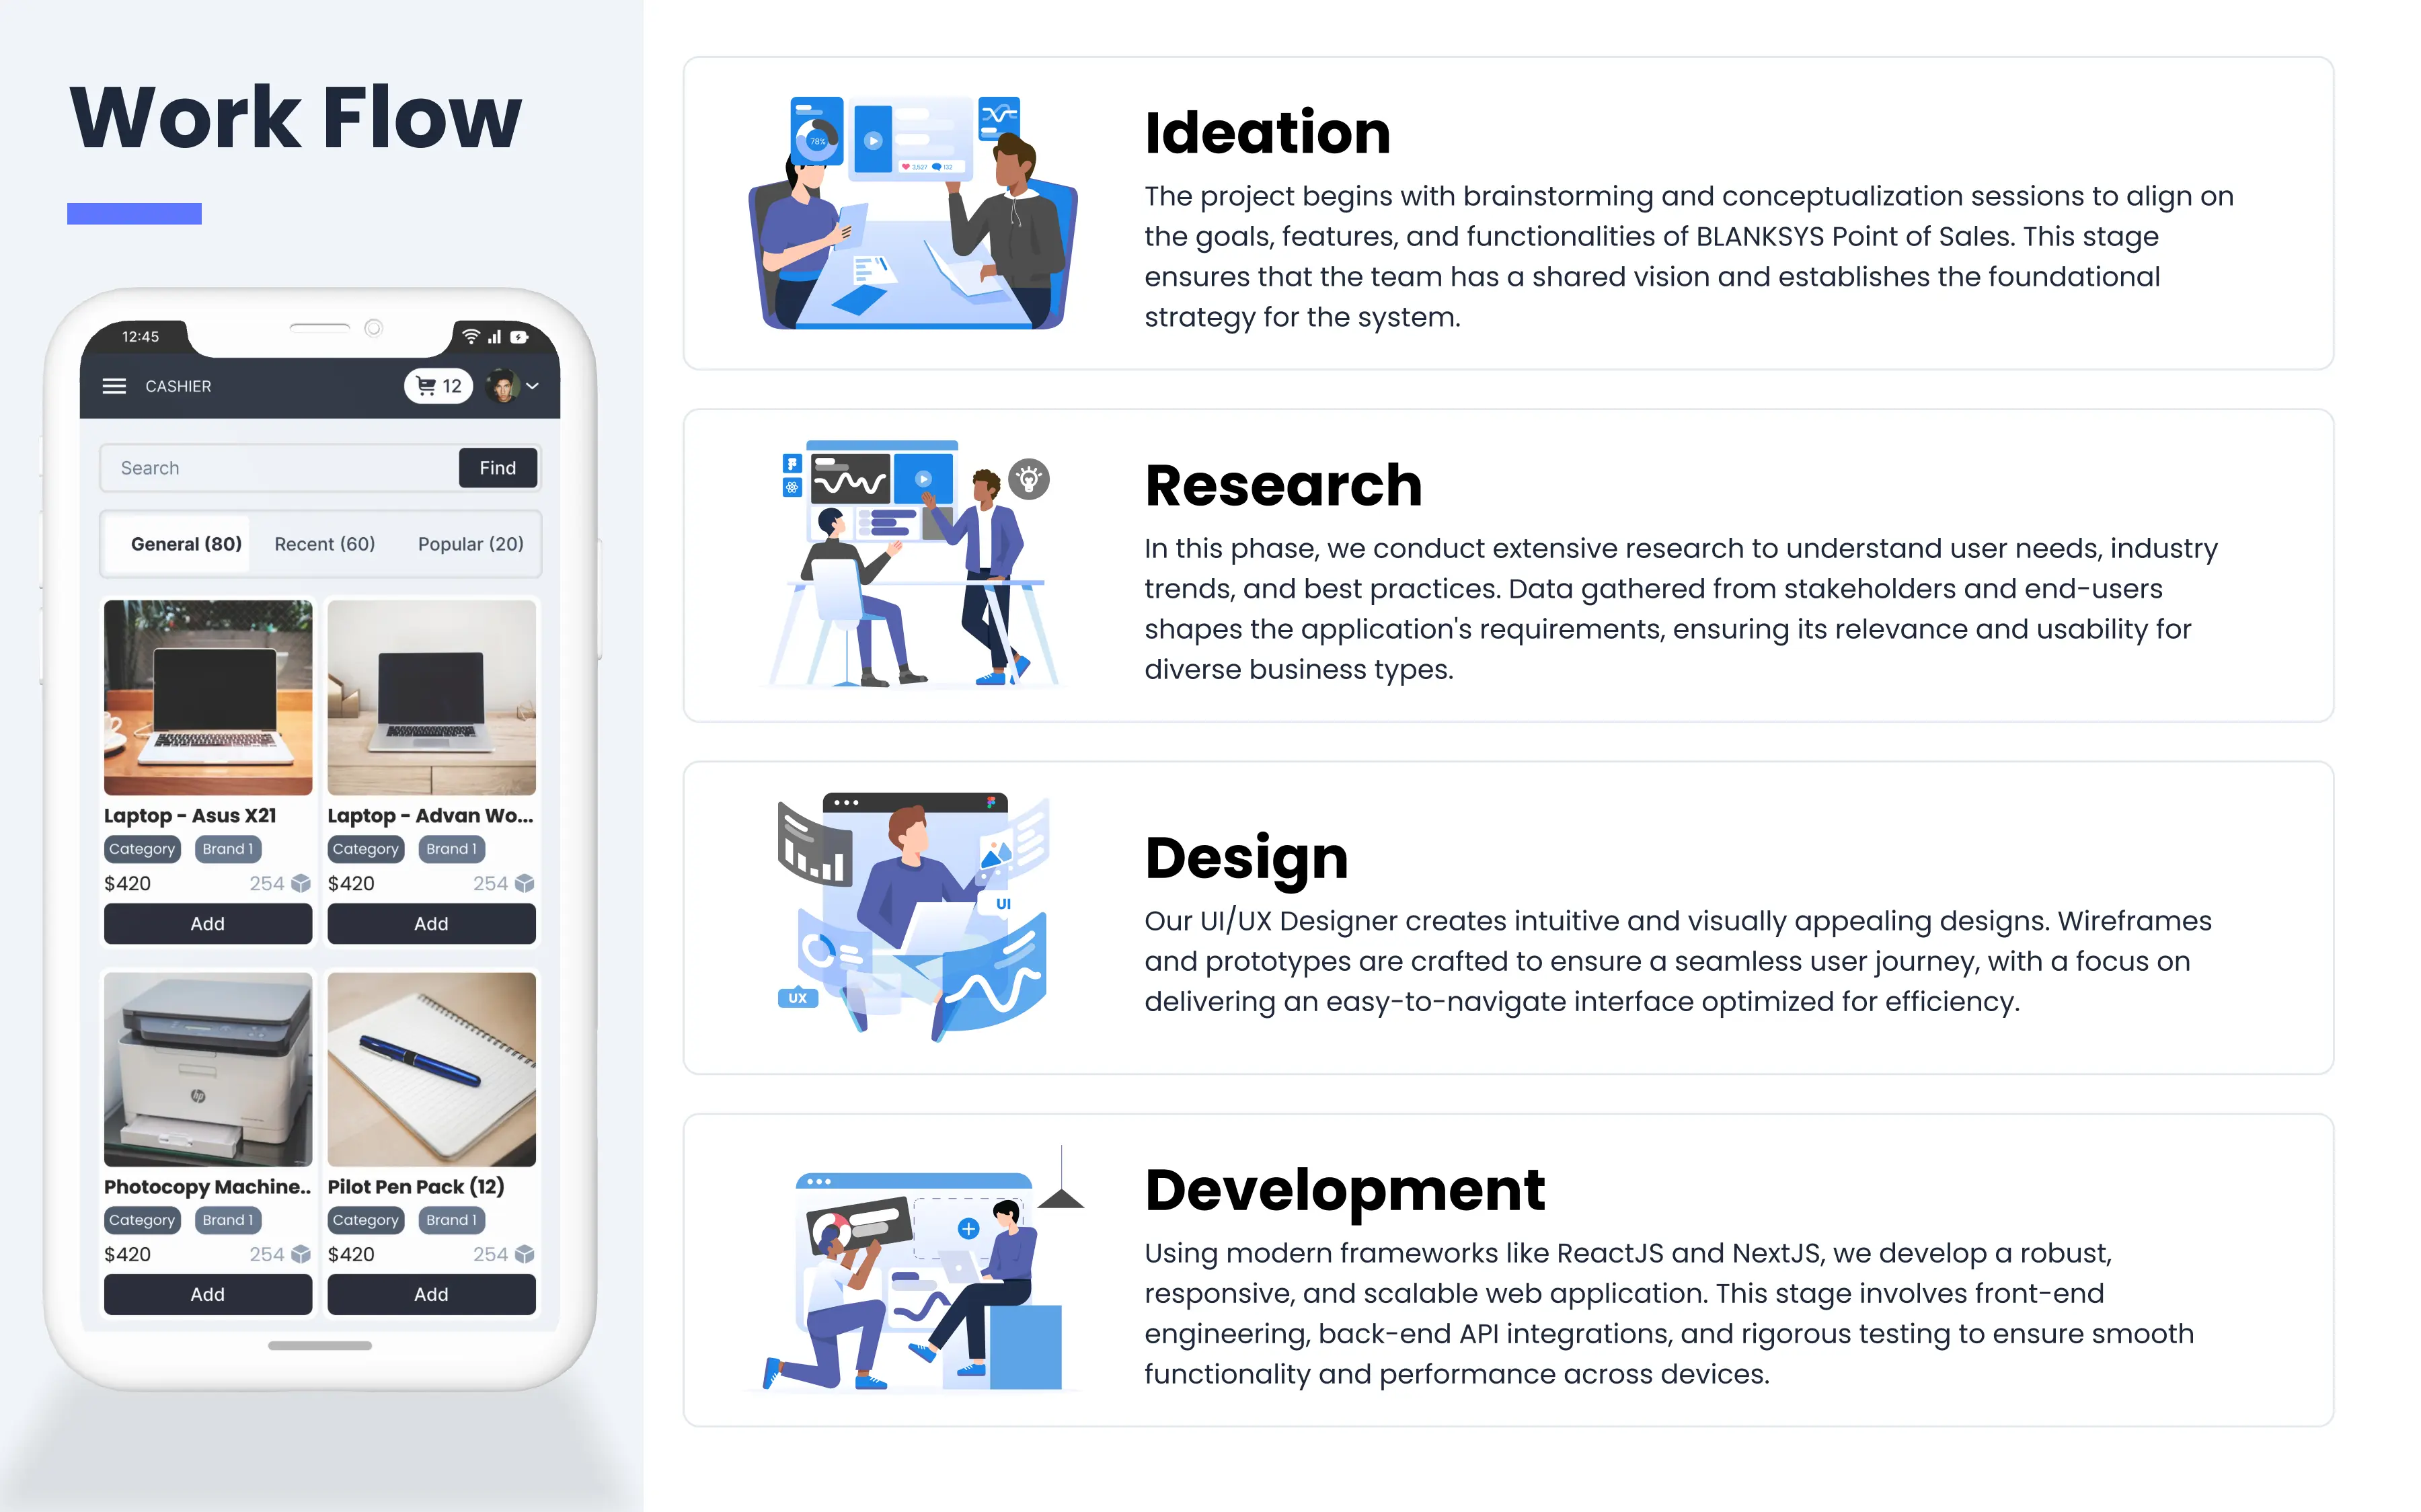 Work Flow
12:45
CASHIER
12
Search
Find
General (80)
Recent (60)
Popular (20)
Laptop - Asus X21
Category
Brand 1
$420
254
Add
Laptop - Advan Wo...
Category
Brand 1
$420
254
Add
hp
Photocopy Machine..
Category
Brand 1
$420
254
Add
Pilot Pen Pack (12)
Category
Brand 1
$420
254
Add
78%
3,527
132
Ideation
The project begins with brainstorming and conceptualization sessions to align on
the goals, features, and functionalities of BLANKSYS Point of Sales. This stage
ensures that the team has a shared vision and establishes the foundational
strategy for the system.
Research
In this phase, we conduct extensive research to understand user needs, industry
trends, and best practices. Data gathered from stakeholders and end-users
shapes the application's requirements, ensuring its relevance and usability for
diverse business types.
UI
UX
Design
Our UI/UX Designer creates intuitive and visually appealing designs. Wireframes
and prototypes are crafted to ensure a seamless user journey, with a focus on
delivering an easy-to-navigate interface optimized for efficiency.
Development
Using modern frameworks like ReactJS and NextJS, we develop a robust,
responsive, and scalable web application. This stage involves front-end
engineering, back-end API integrations, and rigorous testing to ensure smooth
functionality and performance across devices.